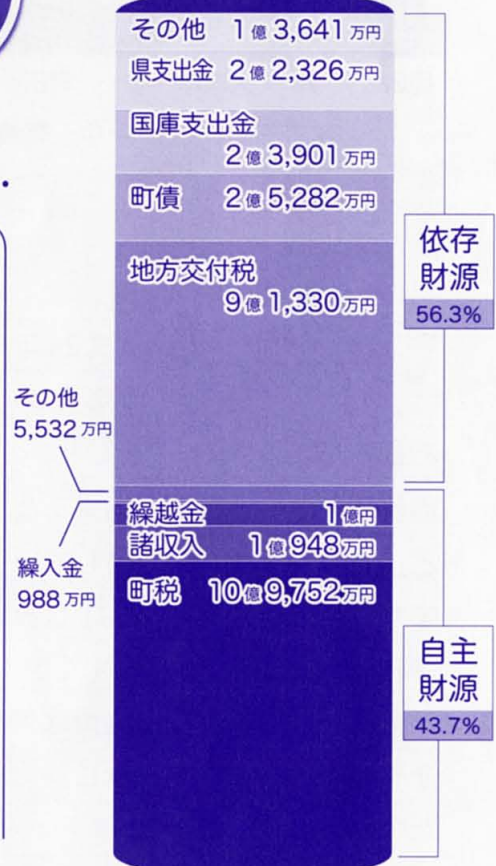 その他 1億3,641万円
県支出金 2億2,326万円
国庫支出金
2億3,901万円
町債 2億5,282万円
地方交付税
9億1,330万円
依存
財源
56.3%
その他
5,532万円
繰越金 1億円
諸収入 1億948万円
繰入金
988万円
町税 10億9,752万円
自主
財源
43.7%